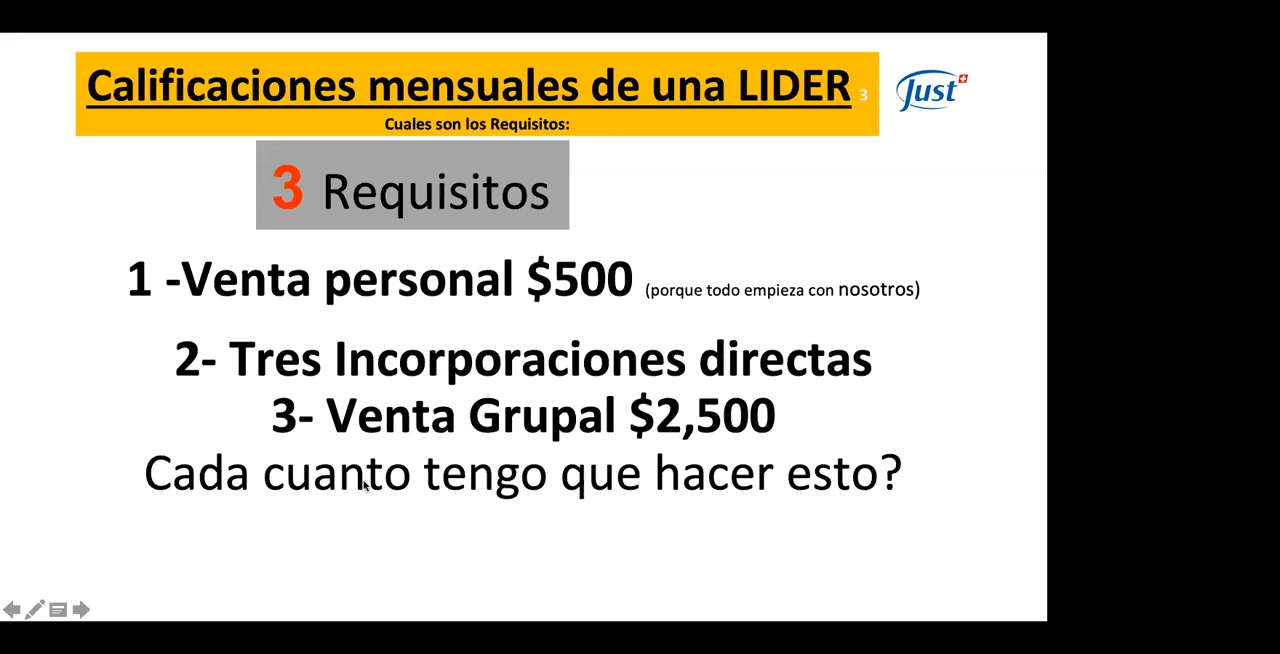 Calificaciones mensuales de una LIDER 3
Cuales son los Requisitos:
Just
3 Requisitos
1 -Venta personal $500 (porque todo empieza con nosotros)
2- Tres Incorporaciones directas
3- Venta Grupal $2,500
Cada cuanto tengo que hacer esto?